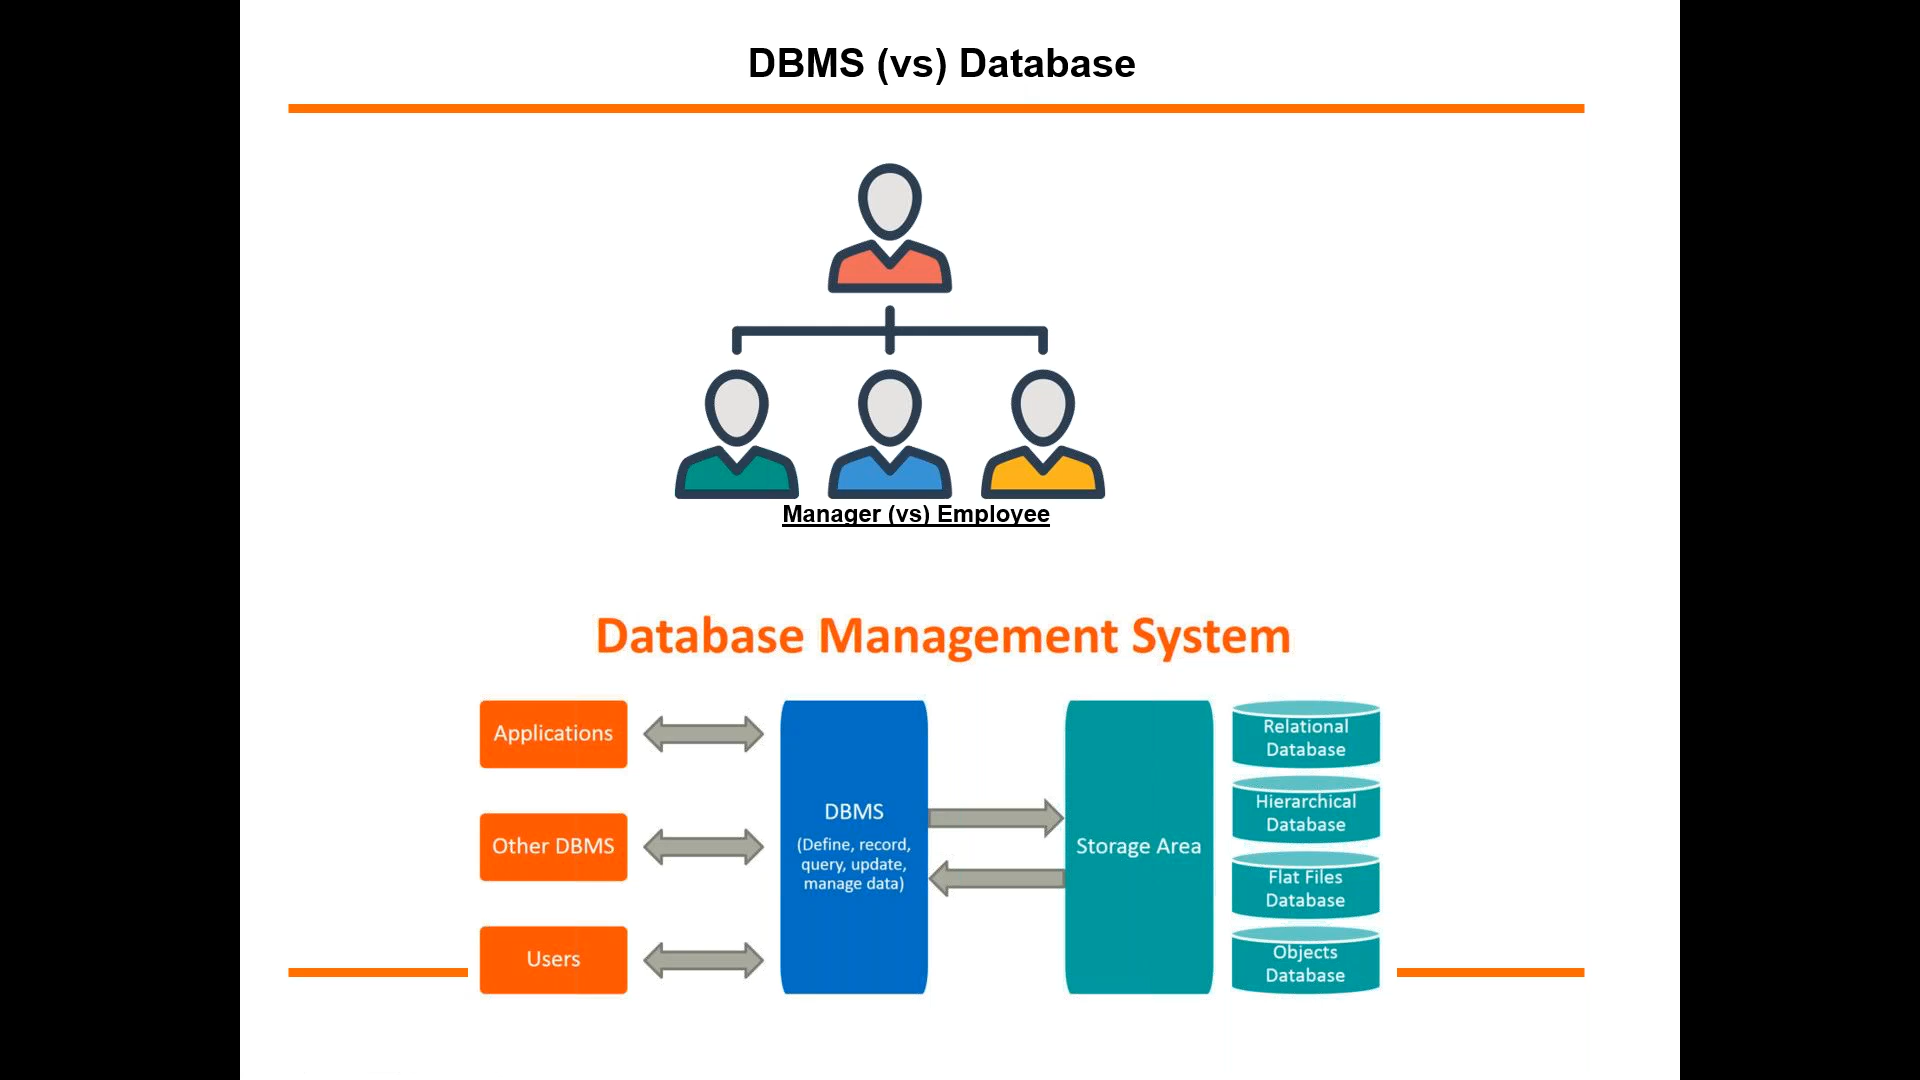 DBMS (vs) Database
Manager (vs) Employee
Database Management System
Applications
Other DBMS
Users
DBMS
(Define, record,
query, update,
manage data)
Storage Area
Relational
Database
Hierarchical
Database
Flat Files
Database
Objects
Database